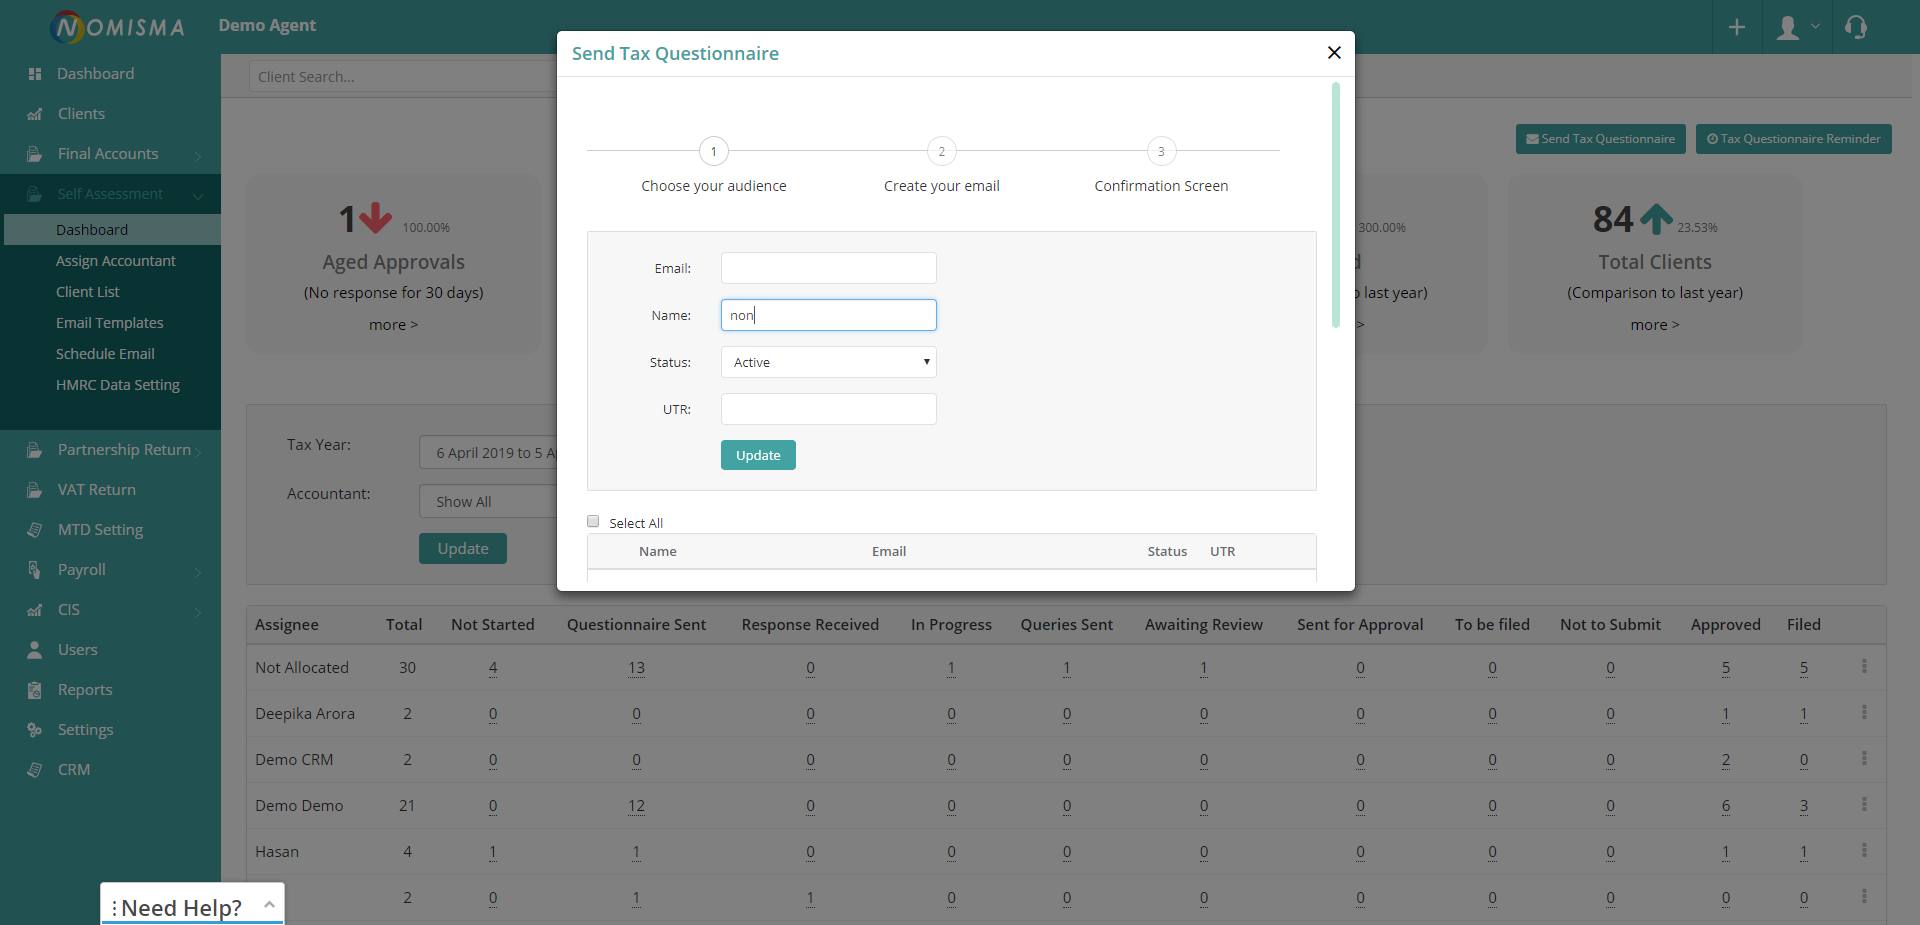 NOMISMA
Demo Agent
Dashboard
Clients
Final Accounts
Self Assessment
Dashboard
Assign Accountant
Client List
Email Templates
Schedule Email
HMRC Data Setting
Partnership Return
VAT Return
MTD Setting
Payroll
CIS
Users
Reports
Settings
CRM
Need Help?
Client Search...
Send Tax Questionnaire
Tax Questionnaire Reminder
1 100.00%
Aged Approvals
(No response for 30 days)
more >
300.00%
d
o last year)
>
84 23.53%
Total Clients
(Comparison to last year)
more >
Send Tax Questionnaire
1 2 3
Choose your audience Create your email Confirmation Screen
Email:
Name: non
Status: Active
UTR:
Update
Select All
Name Email Status UTR
Tax Year: 6 April 2019 to 5 A
Accountant: Show All
Update
Assignee Total Not Started Questionnaire Sent Response Received In Progress Queries Sent Awaiting Review Sent for Approval To be filed Not to Submit Approved Filed
Not Allocated 30 4 13 0 1 1 1 0 0 0 5 5
Deepika Arora 2 0 0 0 0 0 0 0 0 0 1 1
Demo CRM 2 0 0 0 0 0 0 0 0 0 2 0
Demo Demo 21 0 12 0 0 0 0 0 0 0 6 3
Hasan 4 1 1 0 0 0 0 0 0 0 1 1
2 0 1 1 0 0 0 0 0 0 0 0